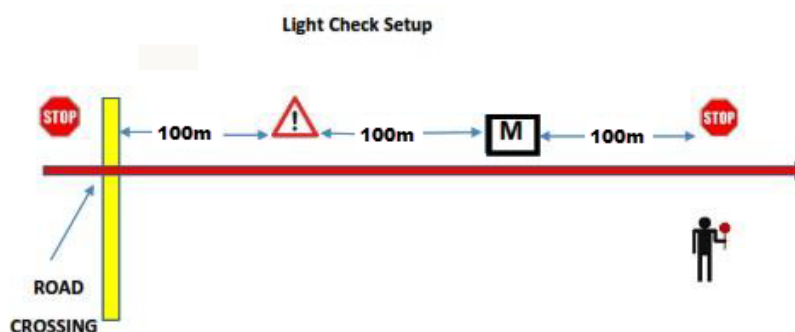 Light Check Setup
STOP
100m
!
100m
M
100m
STOP
ROAD
CROSSING